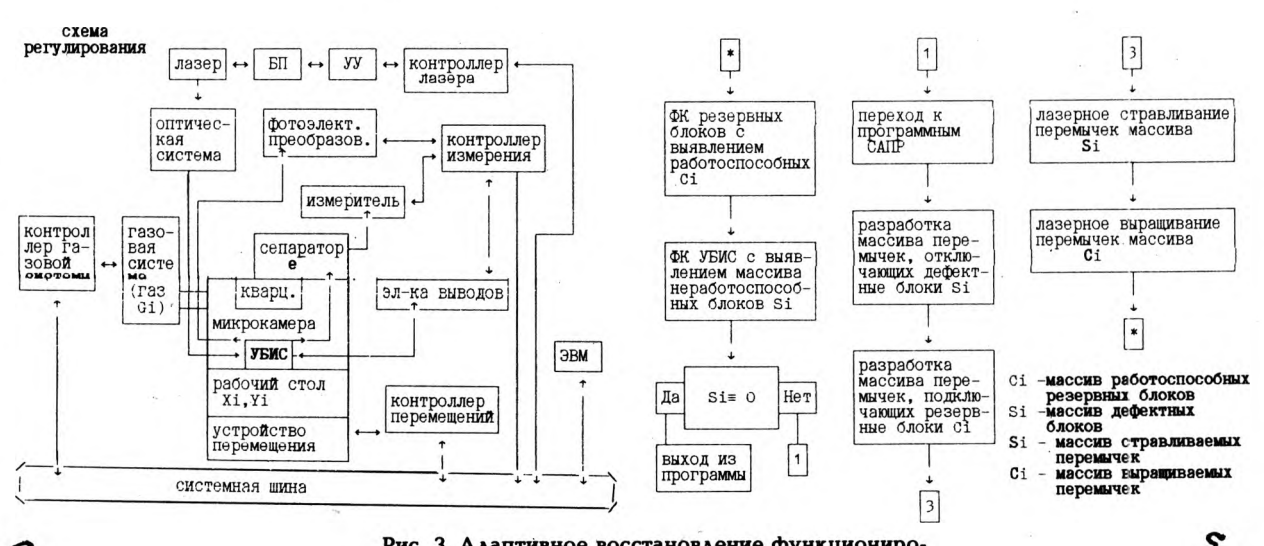 схема
регулирования
лазер
БП
УУ
контроллер
лазера
оптичес-
кая
система
фотоэлект.
преобразов.
контроллер
измерения
измеритель
контрол
лер га-
зовой
газо-
вая
систе
ма
(газ
Gi)
сепаратор
е
кварц.
эл-ка выводов
микрокамера
УБИС
рабочий стол
Xi,Yi
контроллер
перемещений
устройство
перемещения
ЭВМ
системная шина
*
ФК резервных
блоков с
выявлением
работоспособных
Ci
ФК УБИС с выяв-
лением массива
неработоспособ-
ных блоков Si
Да
Si≡ 0
Нет
выход из
программы
1
1
переход к
программным
САПР
разработка
массива пере-
мычек, отклю-
чающих дефект-
ные блоки Si
разработка
массива пере-
мычек, подклю-
чающих резерв-
ные блоки Ci
3
3
лазерное стравливание
перемычек массива
Si
лазерное выращивание
перемычек массива
Ci
*
Ci -массив работоспособных
резервных блоков
Si -массив дефектных
блоков
Si - массив стравливаемых
перемычек
Ci - массив выращиваемых
перемычек
Рис. 3. Адаптивное восстановление функциониро-